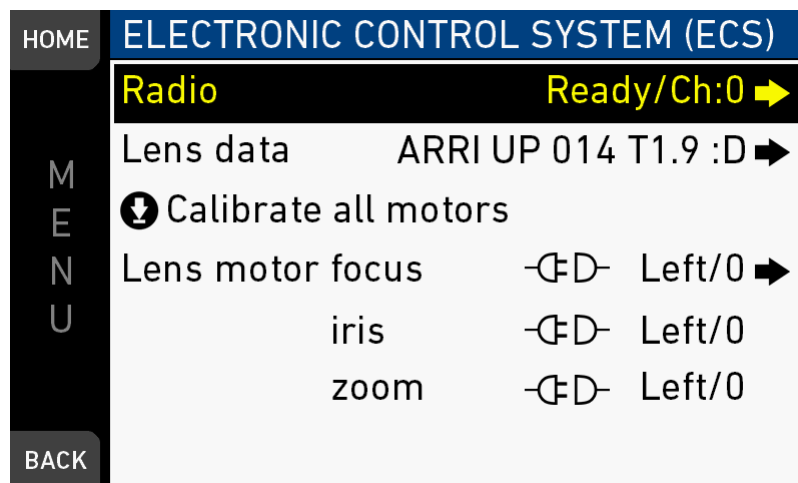 HOME ELECTRONIC CONTROL SYSTEM (ECS)
Radio Ready/Ch:0
Lens data ARRI UP 014 T1.9 :D
Calibrate all motors
Lens motor focus Left/0
iris Left/0
zoom Left/0
MENU
BACK